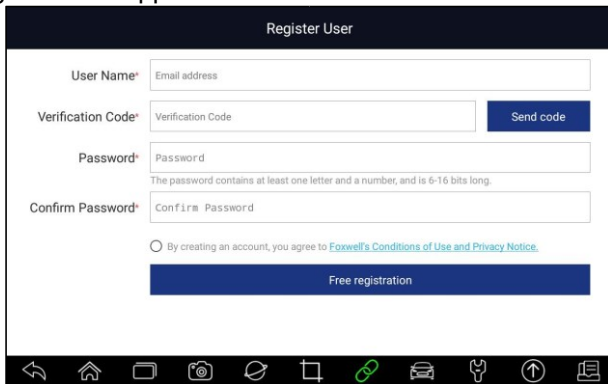 Register User
User Name* Email address
Verification Code* Verification Code Send code
Password* Password
The password contains at least one letter and a number, and is 6-16 bits long.
Confirm Password* Confirm Password
By creating an account, you agree to Foxwell's Conditions of Use and Privacy Notice.
Free registration